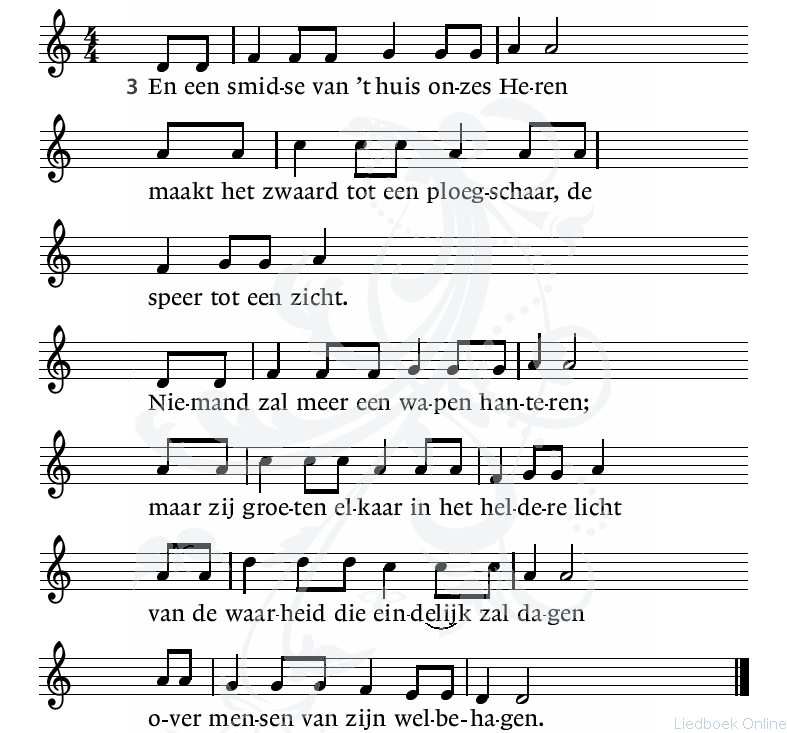 4
4
3 En een smid-se van ’t huis on-zes He-ren
maakt het zwaard tot een ploeg-schaar, de
speer tot een zicht.
Nie-mand zal meer een wa-pen han-te-ren;
maar zij groe-ten el-kaar in het hel-de-re licht
van de waar-heid die ein-delijk zal da-gen
o-ver men-sen van zijn wel-be-ha-gen.
Liedboek Online